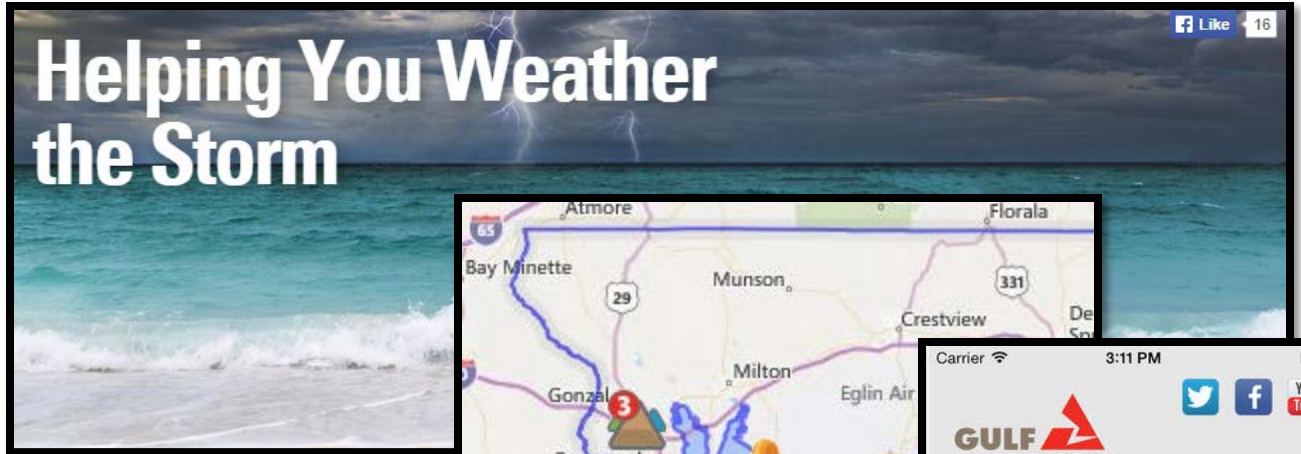 Helping You Weather
the Storm
Like 16
Atmore
Florala
65
Bay Minette
Munson
29
331
Crestview
Milton
Eglin Air
3
Carrier
3:11 PM
f
GULF